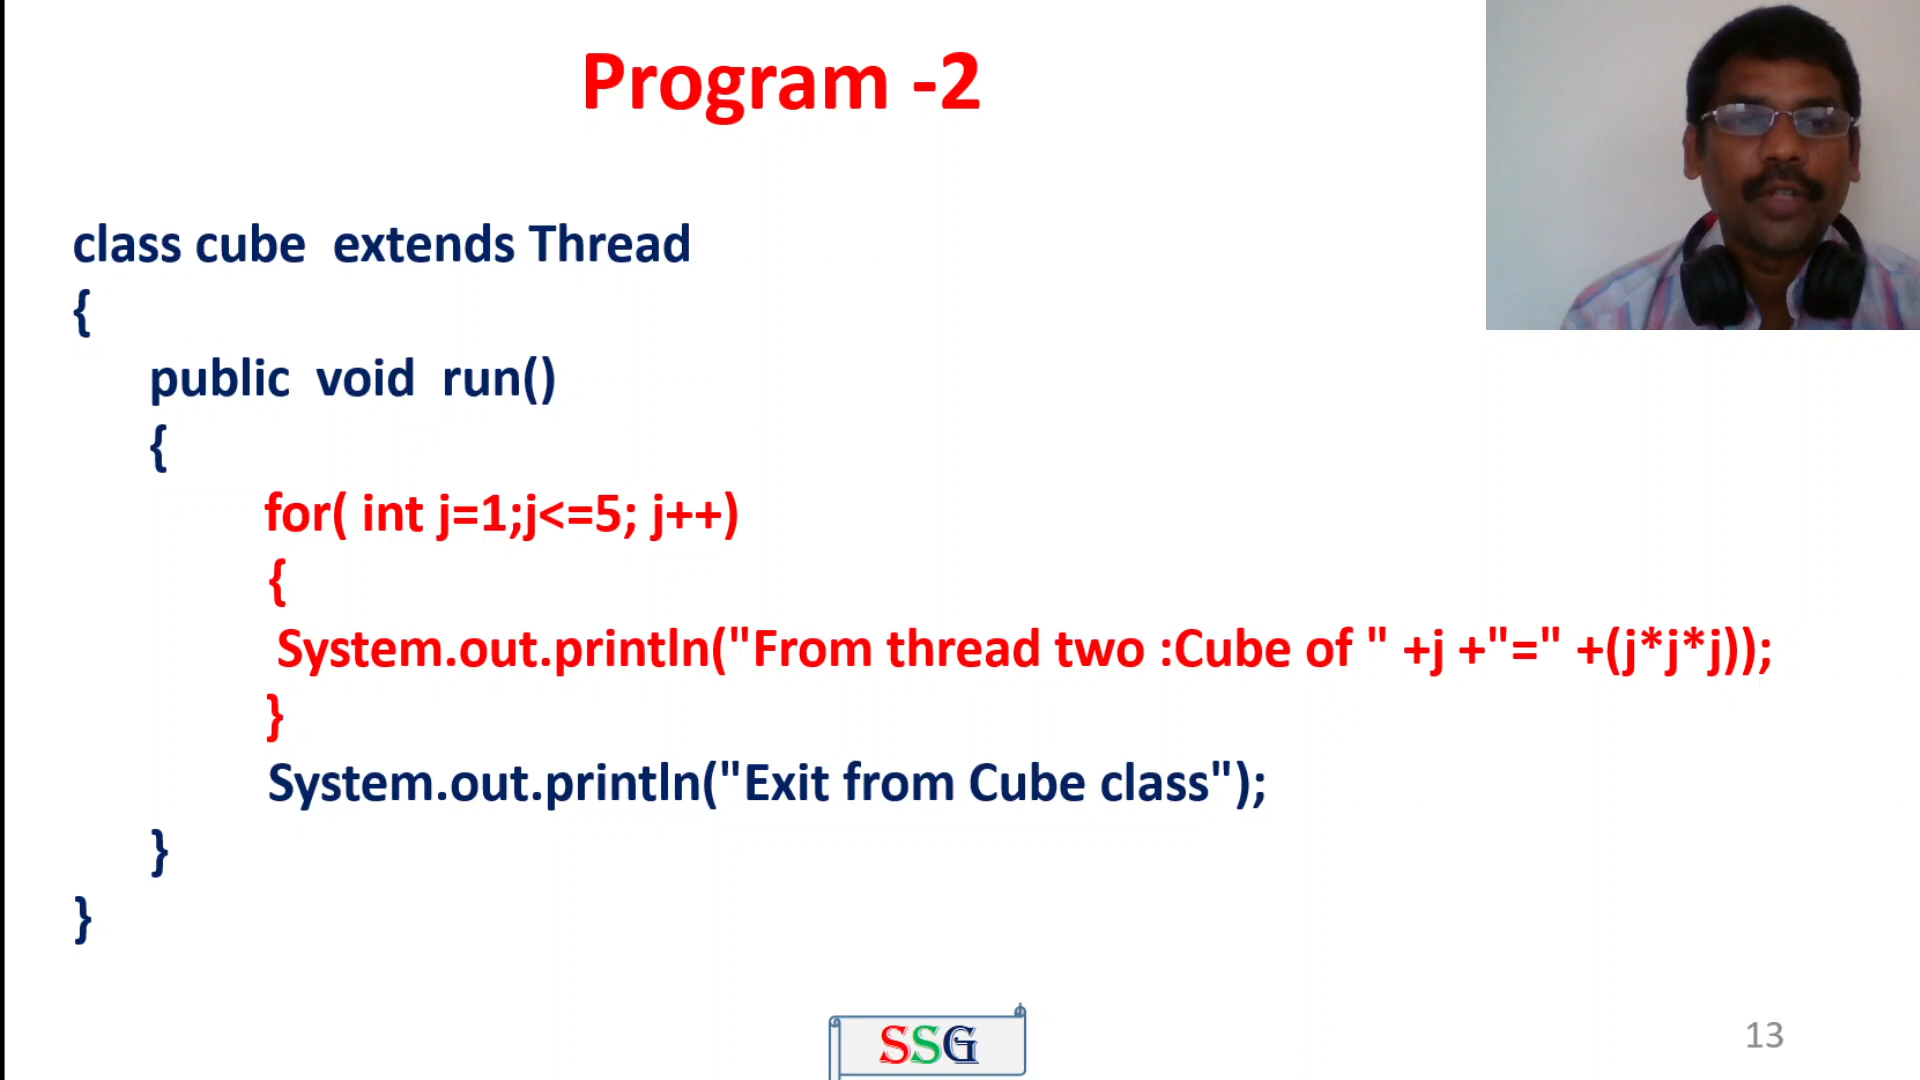 Program -2
class cube extends Thread
{
public void run()
{
for( int j=1;j<=5; j++)
{
System.out.println("From thread two :Cube of " +j +"=" +(j*j*j));
}
System.out.println("Exit from Cube class");
}
}
SSG
13